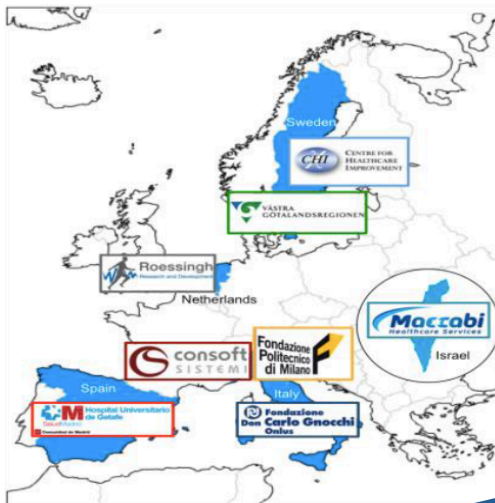 Sweden
CHI
CENTRE FOR
HEALTHCARE
IMPROVEMENT
VÄSTRA
GÖTALANDSREGIONEN
Roessingh
Research and Development
Netherlands
Maccabi
Healthcare Services
Israel
consoft
SISTEMI
Fondazione
Politecnico
di Milano
Spain
Italy
M
SaludMadrid
Hospital Universitario
de Getafe
Comunidad de Madrid
Fondazione
Don Carlo Gnocchi
Onlus